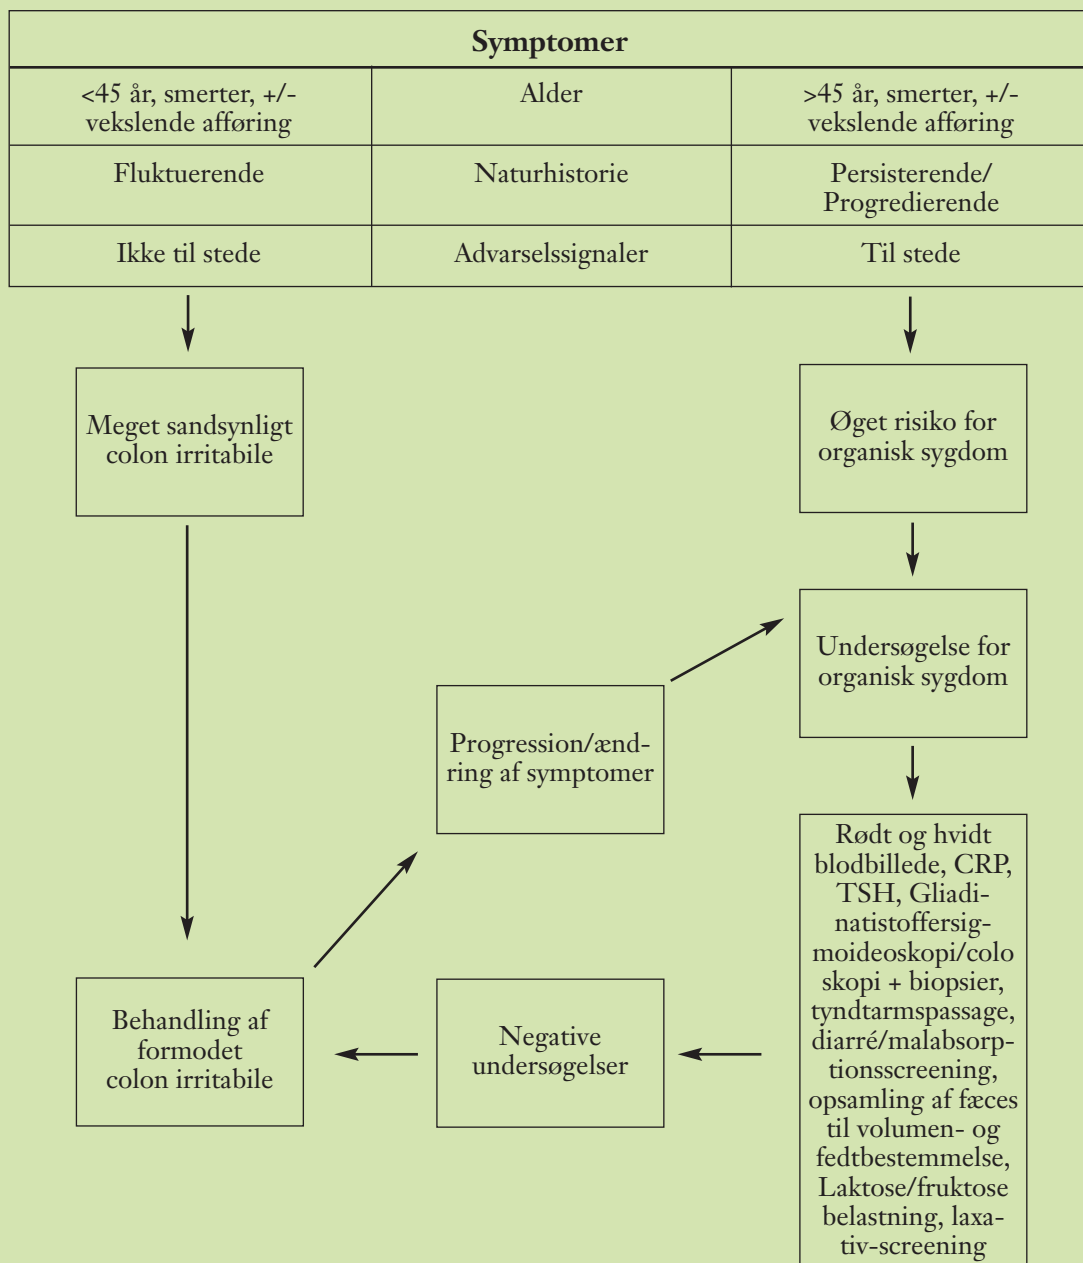 Symptomer
<45 år, smerter, +/-
vekslende afføring
Alder
>45 år, smerter, +/-
vekslende afføring
Fluktuerende
Naturhistorie
Persisterende/
Progredierende
Ikke til stede
Advarselssignaler
Til stede
Meget sandsynligt
colon irritabile
Øget risiko for
organisk sygdom
Undersøgelse for
organisk sygdom
Progression/ænd-
ring af symptomer
Rødt og hvidt
blodbillede, CRP,
TSH, Gliadi-
natistoffersig-
moideoskopi/colo
skopi + biopsier,
tyndtarmspassage,
diarré/malabsorp-
tionsscreening,
opsamling af fæces
til volumen- og
fedtbestemmelse,
Laktose/fruktose
belastning, laxa-
tiv-screening
Negative
undersøgelser
Behandling af
formodet
colon irritabile